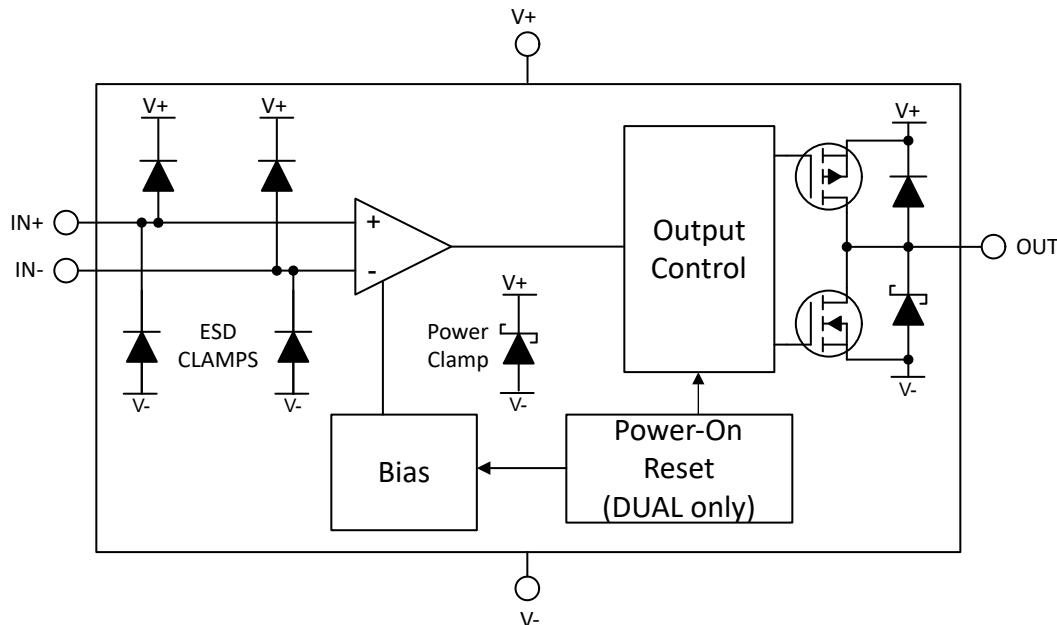 V+
V+
V+
V+
IN+
+
IN-
-
Output
Control
OUT
V+
ESD
CLAMPS
Power
Clamp
V-
V-
V-
V-
Bias
Power-On
Reset
(DUAL only)
V-